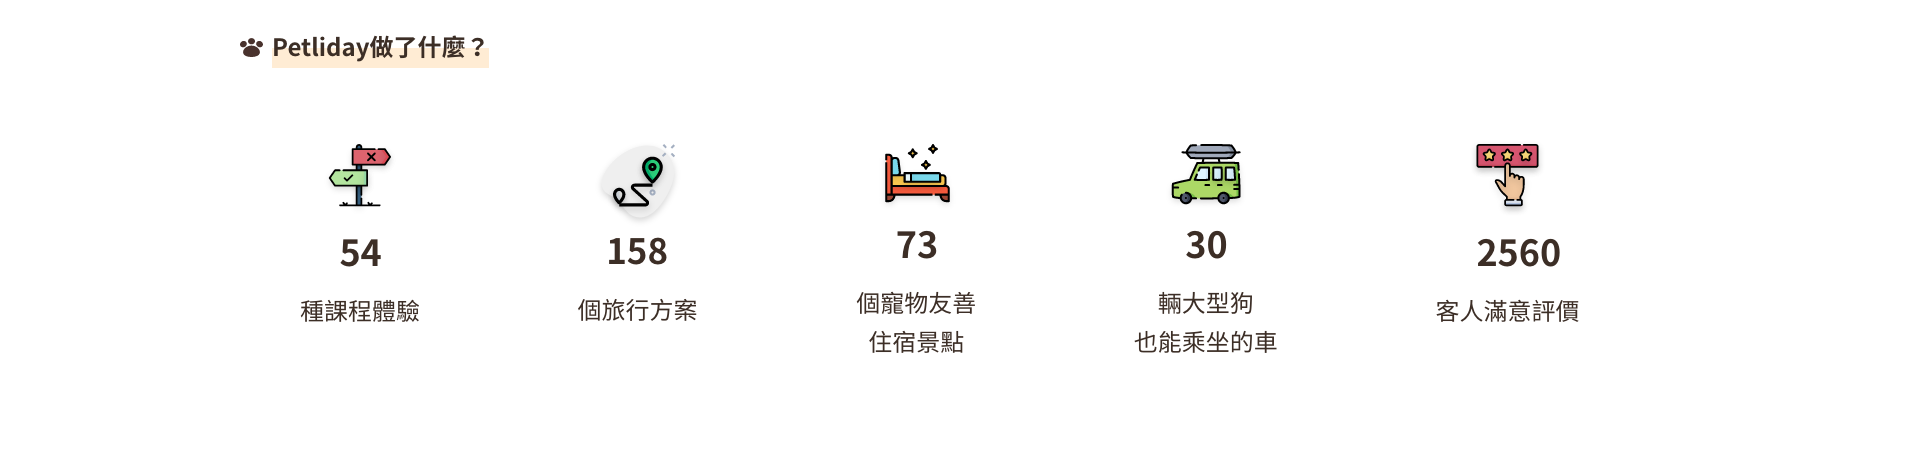 Petliday做了什麼？
54
種課程體驗
158
個旅行方案
73
個寵物友善
住宿景點
30
輛大型狗
也能乘坐的車
2560
客人滿意評價